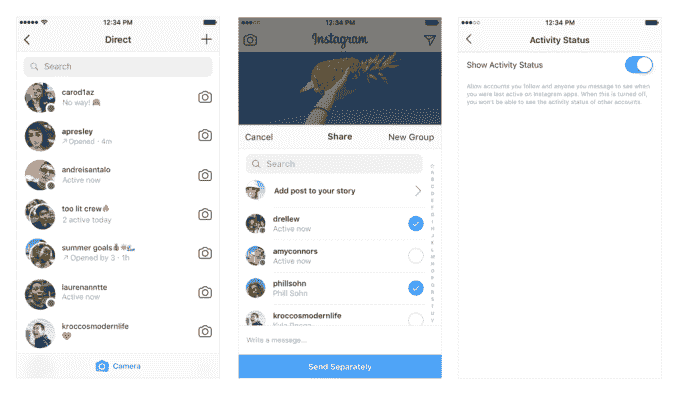 12:34 PM
Direct
Search
carod1az
No way! 🙈
apresley
↗ Opened · 4m
andreisantalo
Active now
too lit crew🔥
2 active today
summer goals
↗ Opened by 3 · 1h
laurenanntte
Active now
kroccosmodernlife
Camera
12:34 PM
Instagram
Cancel Share New Group
Search
Add post to your story
drellew
Active now
amyconnors
Active now
phillsohn
Phill Sohn
kroccosmodernlife
Write a message...
Send Separately
12:34 PM
Activity Status
Show Activity Status
Allow accounts you follow and anyone you message to see when
you were last active on Instagram apps. When this is turned off,
you won't be able to see the activity status of other accounts.